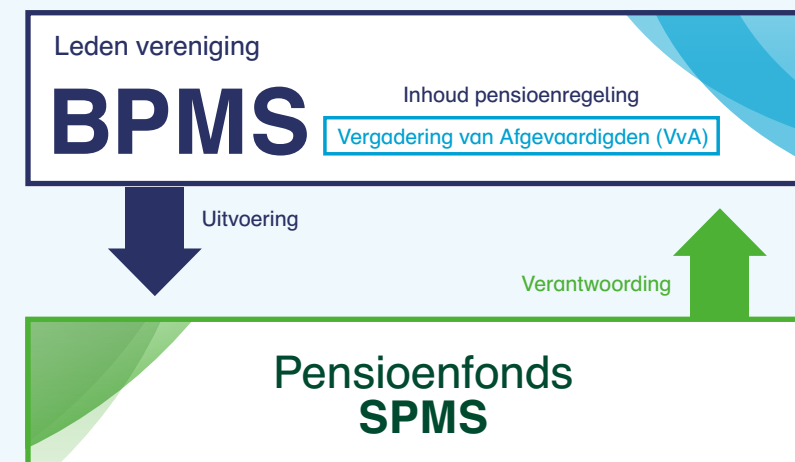 Leden vereniging
BPMS
Inhoud pensioenregeling
Vergadering van Afgevaardigden (VvA)
Uitvoering
Verantwoording
Pensioenfonds
SPMS